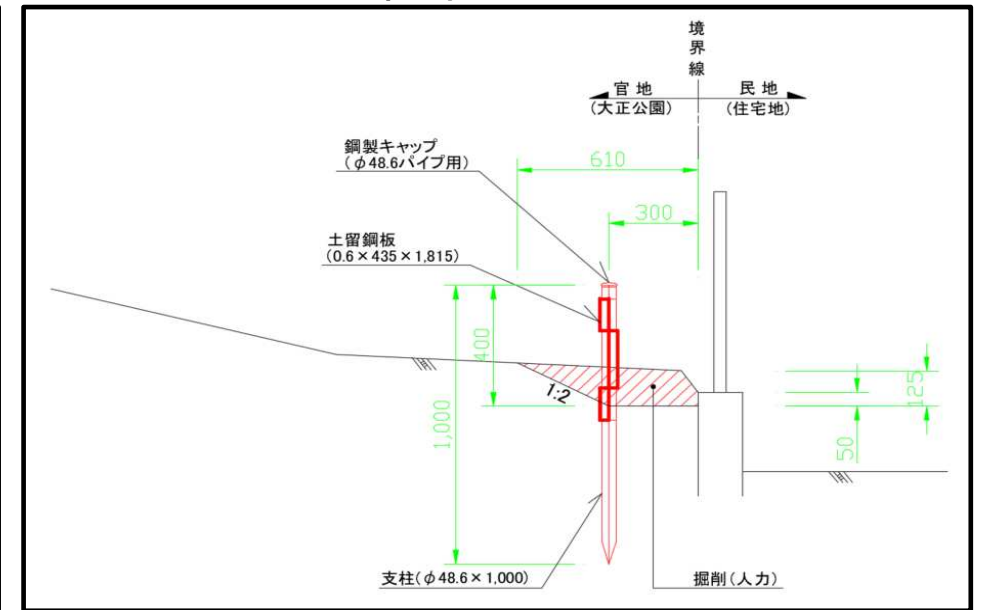 境界線
官地
(大正公園)
民地
(住宅地)
鋼製キャップ
(φ48.6パイプ用)
610
300
土留鋼板
(0.6×435×1,815)
400
1,000
1:2
125
50
支柱(φ48.6×1,000)
掘削(人力)